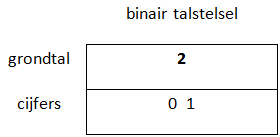 binair talstelsel
grondtal 2
cijfers 0 1